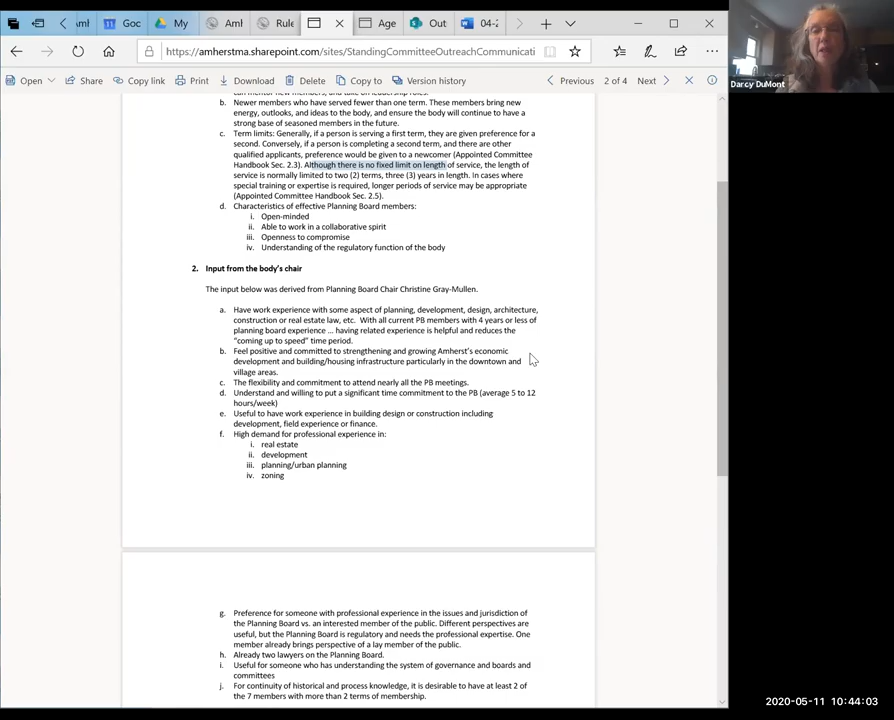 Amh
Goc
My
Amh
Rule
Age
Out
04-2
https://amherstma.sharepoint.com/sites/StandingCommitteeOutreachCommunicati
Open
Share
Copy link
Print
Download
Delete
Copy to
Version history
Previous
2 of 4
Next
Darcy DuMont
can mentor new members, and take on leadership roles.
b. Newer members who have served fewer than one term. These members bring new
energy, outlooks, and ideas to the body, and ensure the body will continue to have a
strong base of seasoned members in the future.
c. Term limits: Generally, if a person is serving a first term, they are given preference for a
second. Conversely, if a person is completing a second term, and there are other
qualified applicants, preference would be given to a newcomer (Appointed Committee
Handbook Sec. 2.3). Although there is no fixed limit on length of service, the length of
service is normally limited to two (2) terms, three (3) years in length. In cases where
special training or expertise is required, longer periods of service may be appropriate
(Appointed Committee Handbook Sec. 2.5).
d. Characteristics of effective Planning Board members:
i. Open-minded
ii. Able to work in a collaborative spirit
iii. Openness to compromise
iv. Understanding of the regulatory function of the body
2. Input from the body's chair
The input below was derived from Planning Board Chair Christine Gray-Mullen.
a. Have work experience with some aspect of planning, development, design, architecture,
construction or real estate law, etc. With all current PB members with 4 years or less of
planning board experience ... having related experience is helpful and reduces the
"coming up to speed" time period.
b. Feel positive and committed to strengthening and growing Amherst's economic
development and building/housing infrastructure particularly in the downtown and
village areas.
c. The flexibility and commitment to attend nearly all the PB meetings.
d. Understand and willing to put a significant time commitment to the PB (average 5 to 12
hours/week)
e. Useful to have work experience in building design or construction including
development, field experience or finance.
f. High demand for professional experience in:
i. real estate
ii. development
iii. planning/urban planning
iv. zoning
g. Preference for someone with professional experience in the issues and jurisdiction of
the Planning Board vs. an interested member of the public. Different perspectives are
useful, but the Planning Board is regulatory and needs the professional expertise. One
member already brings perspective of a lay member of the public.
h. Already two lawyers on the Planning Board.
i. Useful for someone who has understanding the system of governance and boards and
committees
j. For continuity of historical and process knowledge, it is desirable to have at least 2 of
the 7 members with more than 2 terms of membership.
2020-05-11 10:44:03